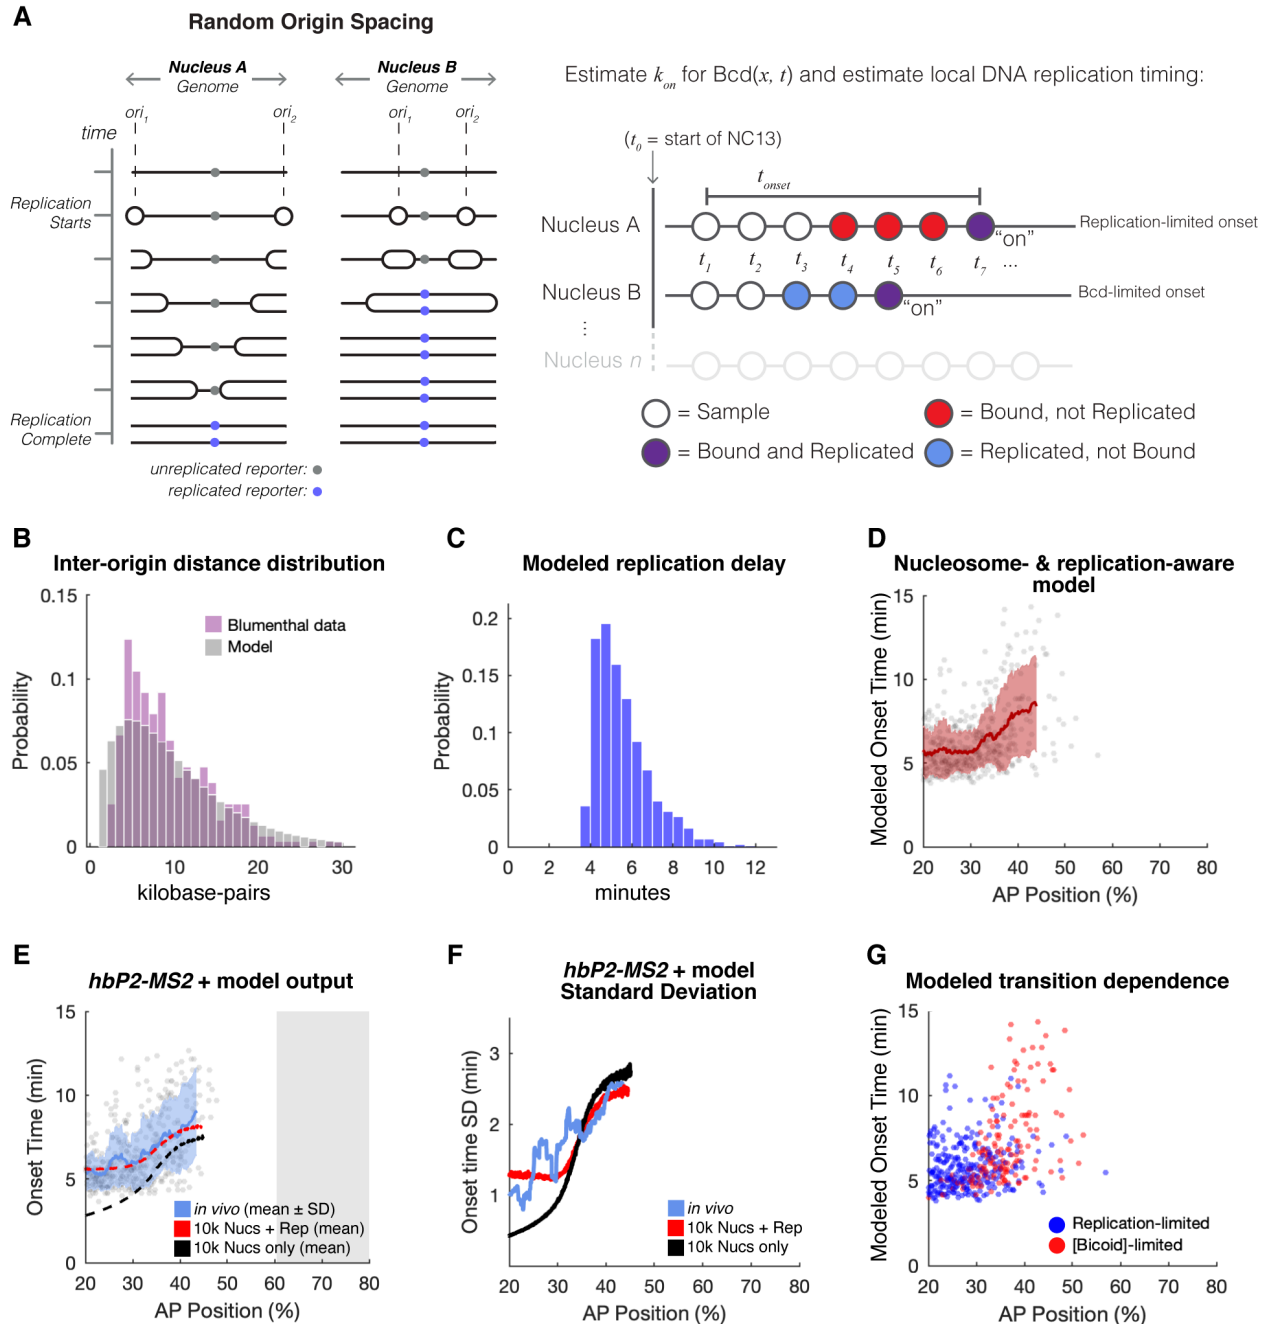 A
Random Origin Spacing
Nucleus A
Genome
Nucleus B
Genome
ori1
ori2
ori1
ori2
time
Replication
Starts
Replication
Complete
unreplicated reporter:
replicated reporter:
Estimate kon for Bcd(x, t) and estimate local DNA replication timing:
(t0 = start of NC13)
tonset
Nucleus A
Replication-limited onset
"on"
t1 t2 t3 t4 t5 t6 t7 ...
Nucleus B
Bcd-limited onset
"on"
⋮
Nucleus n
= Sample
= Bound, not Replicated
= Bound and Replicated
= Replicated, not Bound
B
Inter-origin distance distribution
0.15
0.1
0.05
0
Probability
Blumenthal data
Model
0 10 20 30
kilobase-pairs
C
Modeled replication delay
0.2
0.15
0.1
0.05
0
Probability
0 2 4 6 8 10 12
minutes
D
Nucleosome- & replication-aware
model
15
10
5
0
Modeled Onset Time (min)
20 30 40 50 60 70 80
AP Position (%)
E
hbP2-MS2 + model output
15
10
5
0
Onset Time (min)
in vivo (mean ± SD)
10k Nucs + Rep (mean)
10k Nucs only (mean)
20 30 40 50 60 70 80
AP Position (%)
F
hbP2-MS2 + model
Standard Deviation
3
2
1
Onset time SD (min)
in vivo
10k Nucs + Rep
10k Nucs only
20 30 40 50 60 70 80
AP Position (%)
G
Modeled transition dependence
15
10
5
0
Modeled Onset Time (min)
Replication-limited
[Bicoid]-limited
20 30 40 50 60 70 80
AP Position (%)